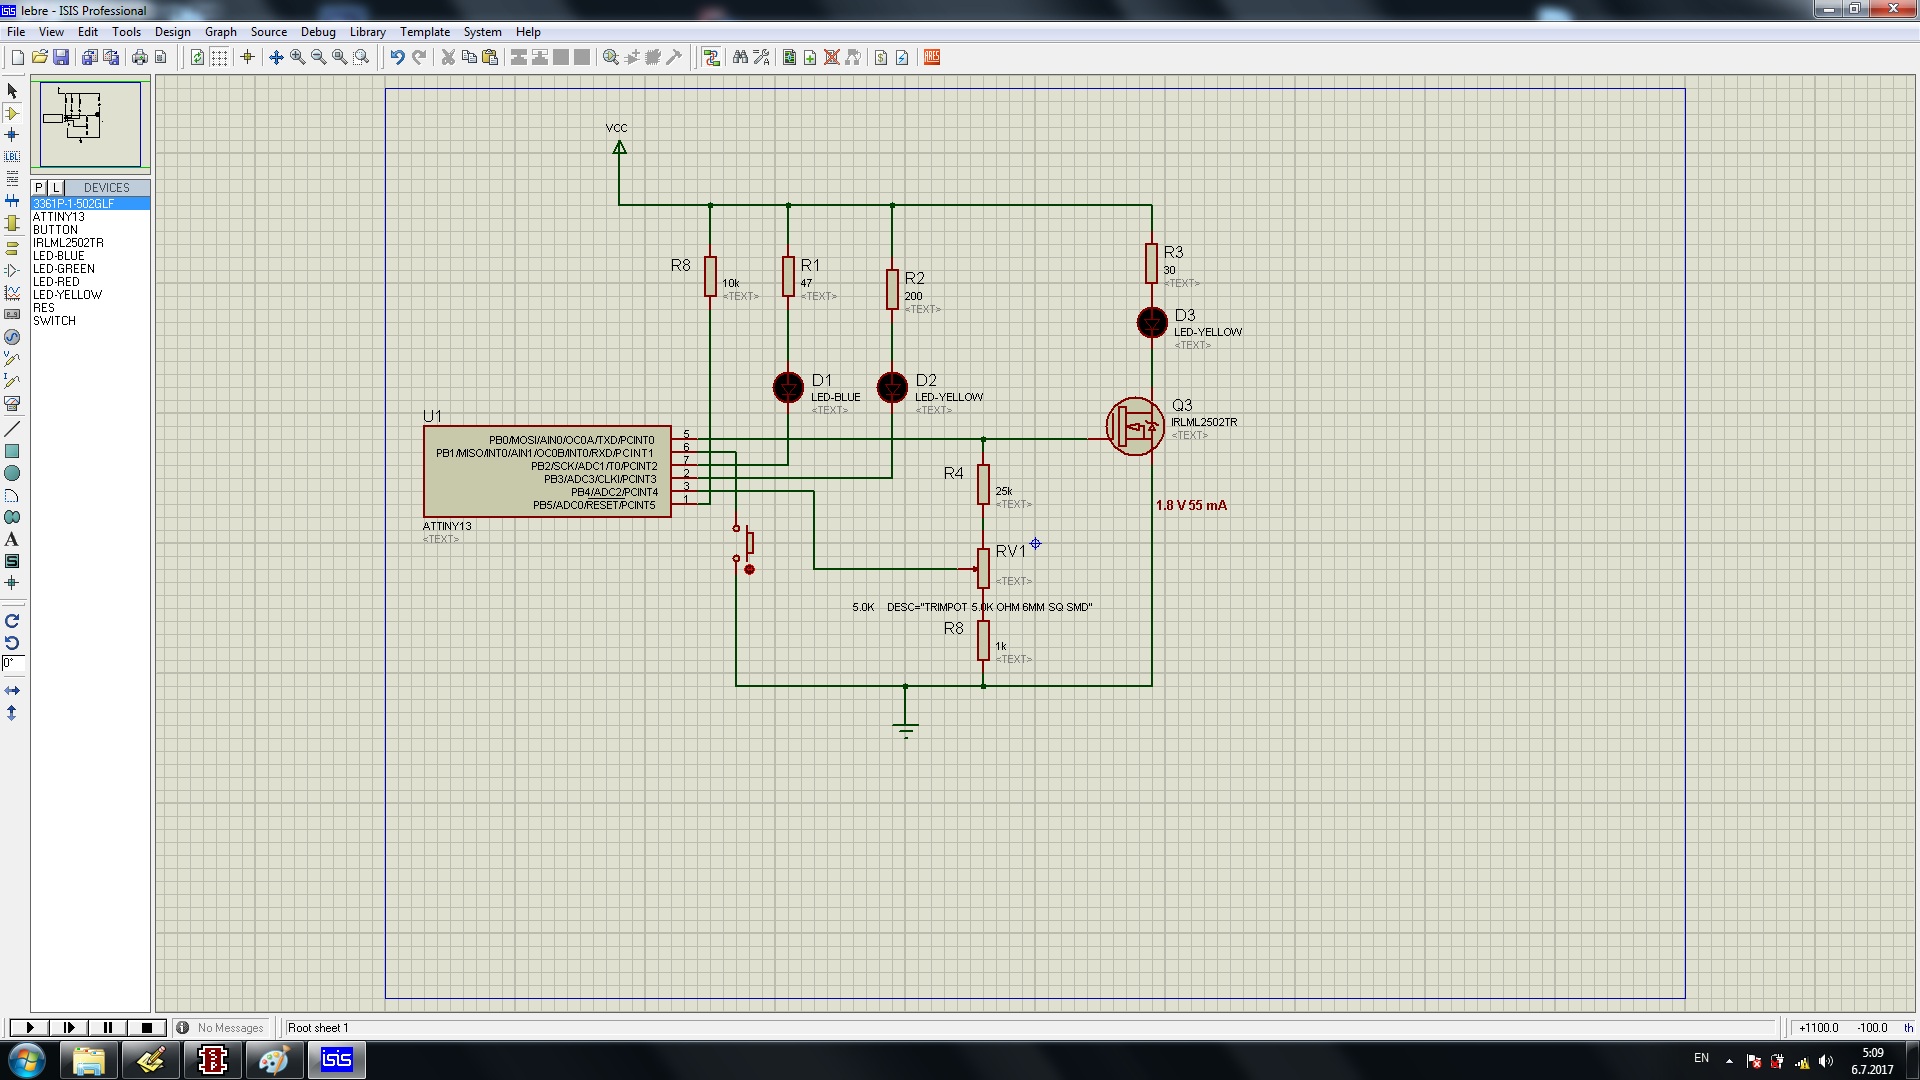 lebre - ISIS Professional
File View Edit Tools Design Graph Source Debug Library Template System Help
P L DEVICES
3361P-1-502GLF
ATTINY13
BUTTON
IRLML2502TR
LED-BLUE
LED-GREEN
LED-RED
LED-YELLOW
RES
SWITCH
LBL
A
S
0°
ARES
VCC
R8
10k
<TEXT>
R1
47
<TEXT>
R2
200
<TEXT>
R3
30
<TEXT>
D3
LED-YELLOW
<TEXT>
D1
LED-BLUE
<TEXT>
D2
LED-YELLOW
<TEXT>
Q3
IRLML2502TR
<TEXT>
U1
PB0/MOSI/AIN0/OC0A/TXD/PCINT0 5
PB1/MISO/INT0/AIN1/OC0B/INT0/RXD/PCINT1 6
PB2/SCK/ADC1/T0/PCINT2 7
PB3/ADC3/CLKI/PCINT3 2
PB4/ADC2/PCINT4 3
PB5/ADC0/RESET/PCINT5 1
ATTINY13
<TEXT>
R4
25k
<TEXT>
1.8 V 55 mA
RV1
<TEXT>
5.0K DESC="TRIMPOT 5.0K OHM 6MM SQ SMD"
R8
1k
<TEXT>
No Messages
Root sheet 1
+1100.0 -100.0 th
isis
EN
5:09
6.7.2017